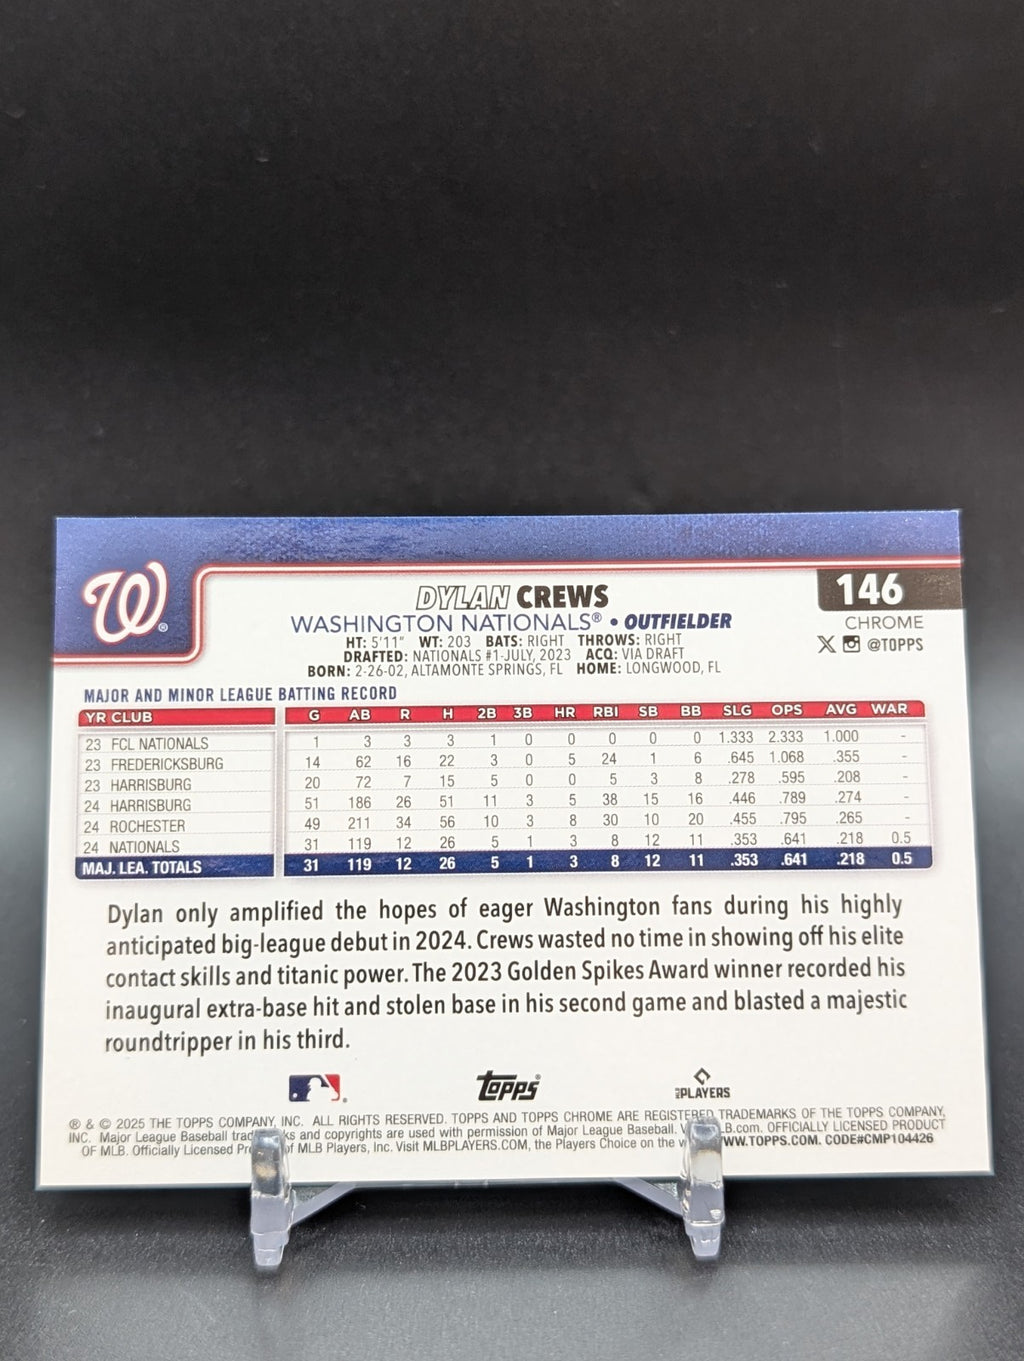 W®
DYLAN CREWS
WASHINGTON NATIONALS® • OUTFIELDER
HT: 5'11" WT: 203 BATS: RIGHT THROWS: RIGHT
DRAFTED: NATIONALS #1-JULY, 2023 ACQ: VIA DRAFT
BORN: 2-26-02, ALTAMONTE SPRINGS, FL HOME: LONGWOOD, FL
146
CHROME
X @TOPPS
MAJOR AND MINOR LEAGUE BATTING RECORD
YR CLUB G AB R H 2B 3B HR RBI SB BB SLG OPS AVG WAR
23 FCL NATIONALS 1 3 3 3 1 0 0 0 0 0 1.333 2.333 1.000 -
23 FREDERICKSBURG 14 62 16 22 3 0 5 24 1 6 .645 1.068 .355 -
23 HARRISBURG 20 72 7 15 5 0 0 5 3 8 .278 .595 .208 -
24 HARRISBURG 51 186 26 51 11 3 5 38 15 16 .446 .789 .274 -
24 ROCHESTER 49 211 34 56 10 3 8 30 10 20 .455 .795 .265 -
24 NATIONALS 31 119 12 26 5 1 3 8 12 11 .353 .641 .218 0.5
MAJ. LEA. TOTALS 31 119 12 26 5 1 3 8 12 11 .353 .641 .218 0.5
Dylan only amplified the hopes of eager Washington fans during his highly
anticipated big-league debut in 2024. Crews wasted no time in showing off his elite
contact skills and titanic power. The 2023 Golden Spikes Award winner recorded his
inaugural extra-base hit and stolen base in his second game and blasted a majestic
roundtripper in his third.
topps®
MLB PLAYERS
® & © 2025 THE TOPPS COMPANY, INC. ALL RIGHTS RESERVED. TOPPS AND TOPPS CHROME ARE REGISTERED TRADEMARKS OF THE TOPPS COMPANY,
INC. Major League Baseball and copyrights are used with permission of Major League Baseball. OFFICIALLY LICENSED PRODUCT
OF MLB. Officially Licensed of MLB Players, Inc. Visit MLBPLAYERS.COM, the Players Choice on the WWW.TOPPS.COM. CODE#CMP104426